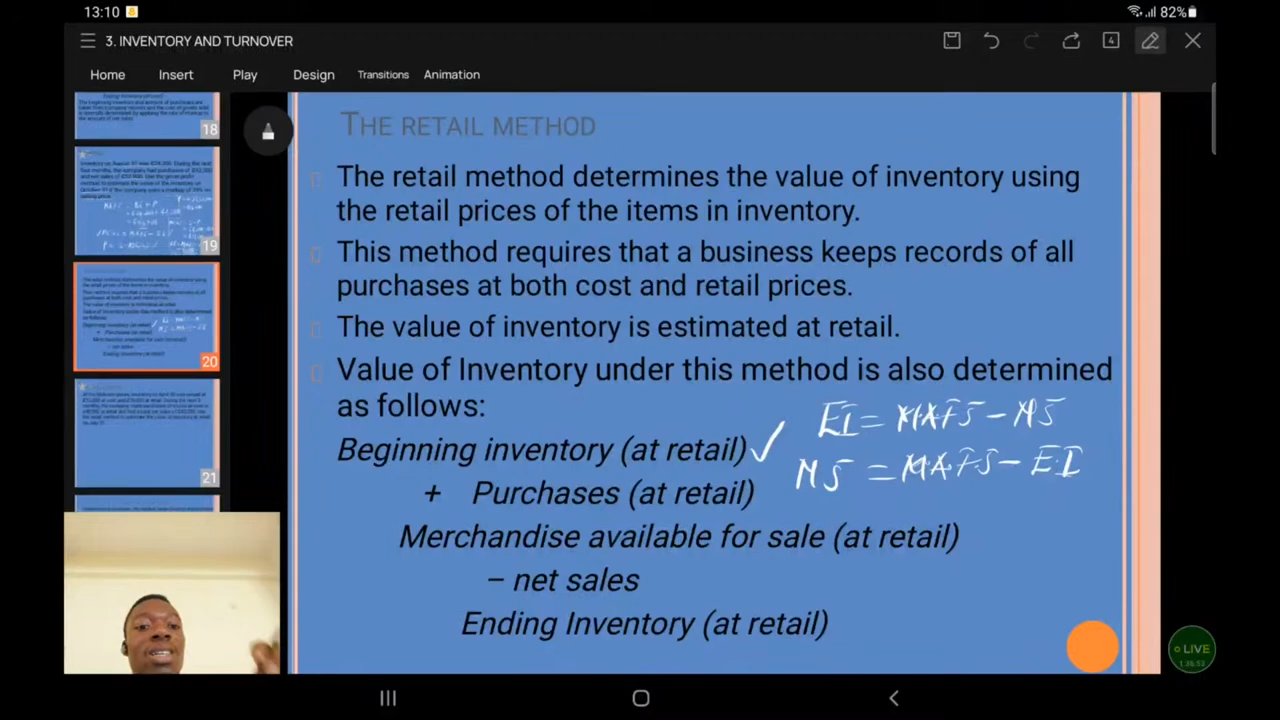 13:10
82%
3. INVENTORY AND TURNOVER
4
Home Insert Play Design Transitions Animation
18
19
20
21
THE RETAIL METHOD
The retail method determines the value of inventory using
the retail prices of the items in inventory.
This method requires that a business keeps records of all
purchases at both cost and retail prices.
The value of inventory is estimated at retail.
Value of Inventory under this method is also determined
as follows:
Beginning inventory (at retail)
+ Purchases (at retail)
Merchandise available for sale (at retail)
– net sales
Ending Inventory (at retail)
EI = MAFS – NS
NS = MAFS – EI
LIVE
1:36:53